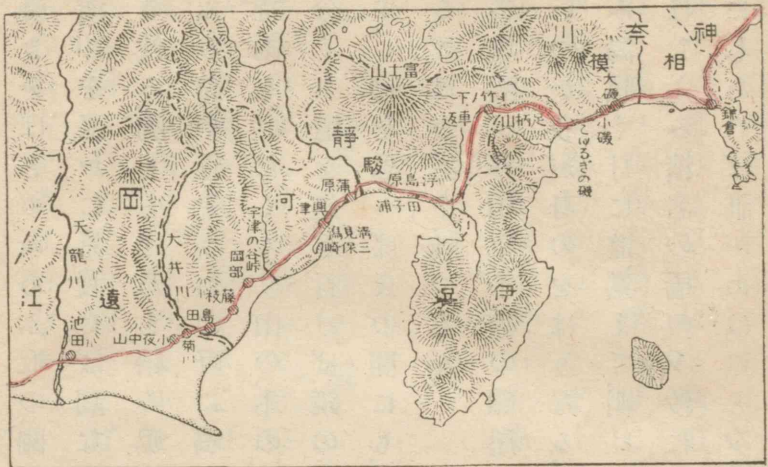 神奈川
相模
鎌倉
大磯
小磯
こゆるぎの磯
足柄山
竹ノ下
車返
富士山
伊豆
静岡
駿河
浮島原
田子浦
蒲原
興津
清見潟
三保崎
宇津の谷峠
岡部
藤枝
島田
大井川
菊川
小夜中山
遠江
天龍川
池田